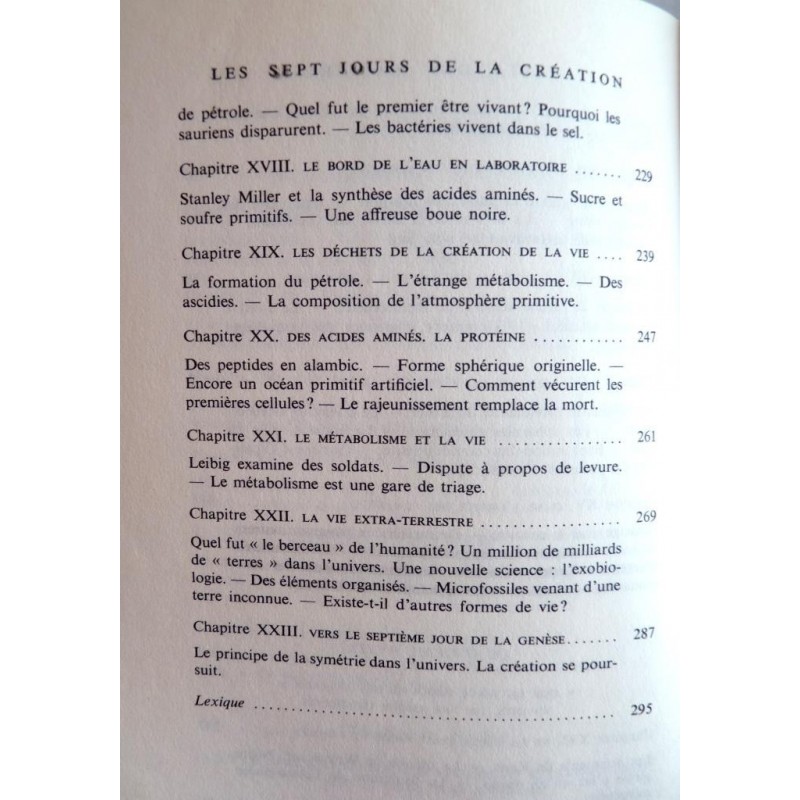 LES SEPT JOURS DE LA CRÉATION
de pétrole. — Quel fut le premier être vivant? Pourquoi les
sauriens disparurent. — Les bactéries vivent dans le sel.
Chapitre XVIII. LE BORD DE L'EAU EN LABORATOIRE ....... 229
Stanley Miller et la synthèse des acides aminés. — Sucre et
soufre primitifs. — Une affreuse boue noire.
Chapitre XIX. LES DÉCHETS DE LA CRÉATION DE LA VIE .... 239
La formation du pétrole. — L'étrange métabolisme. — Des
ascidies. — La composition de l'atmosphère primitive.
Chapitre XX. DES ACIDES AMINÉS. LA PROTÉINE ............ 247
Des peptides en alambic. — Forme sphérique originelle. —
Encore un océan primitif artificiel. — Comment vécurent les
premières cellules? — Le rajeunissement remplace la mort.
Chapitre XXI. LE MÉTABOLISME ET LA VIE ................. 261
Leibig examine des soldats. — Dispute à propos de levure.
— Le métabolisme est une gare de triage.
Chapitre XXII. LA VIE EXTRA-TERRESTRE ................... 269
Quel fut « le berceau » de l'humanité? Un million de milliards
de « terres » dans l'univers. Une nouvelle science : l'exobio-
logie. — Des éléments organisés. — Microfossiles venant d'une
terre inconnue. — Existe-t-il d'autres formes de vie?
Chapitre XXIII. VERS LE SEPTIÈME JOUR DE LA GENÈSE....... 287
Le principe de la symétrie dans l'univers. La création se pour-
suit.
Lexique ................................................ 295